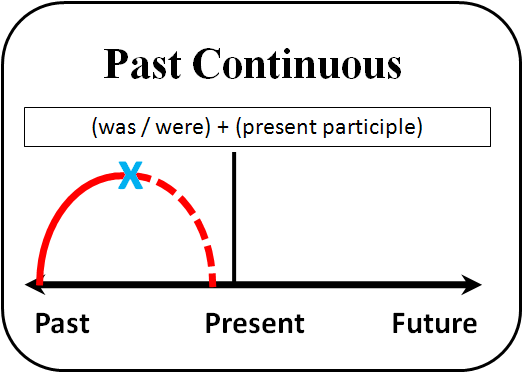 Past Continuous
(was / were) + (present participle)
X
Past Present Future